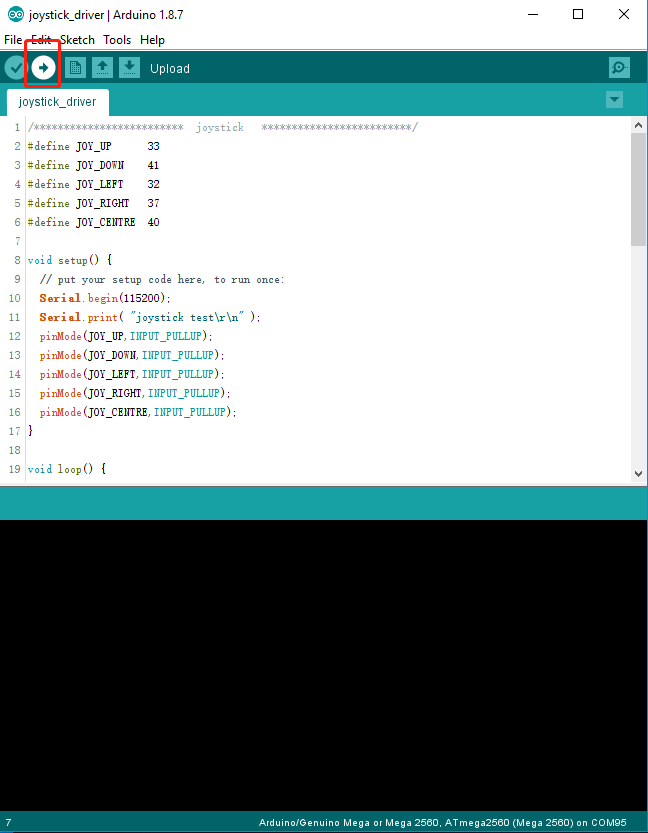 joystick_driver | Arduino 1.8.7
File Edit Sketch Tools Help
Upload
joystick_driver
1 /************************* joystick *************************/
2 #define JOY_UP 33
3 #define JOY_DOWN 41
4 #define JOY_LEFT 32
5 #define JOY_RIGHT 37
6 #define JOY_CENTRE 40
7
8 void setup() {
9 // put your setup code here, to run once:
10 Serial.begin(115200);
11 Serial.print( "joystick test\r\n" );
12 pinMode(JOY_UP,INPUT_PULLUP);
13 pinMode(JOY_DOWN,INPUT_PULLUP);
14 pinMode(JOY_LEFT,INPUT_PULLUP);
15 pinMode(JOY_RIGHT,INPUT_PULLUP);
16 pinMode(JOY_CENTRE,INPUT_PULLUP);
17 }
18
19 void loop() {
7 Arduino/Genuino Mega or Mega 2560, ATmega2560 (Mega 2560) on COM95